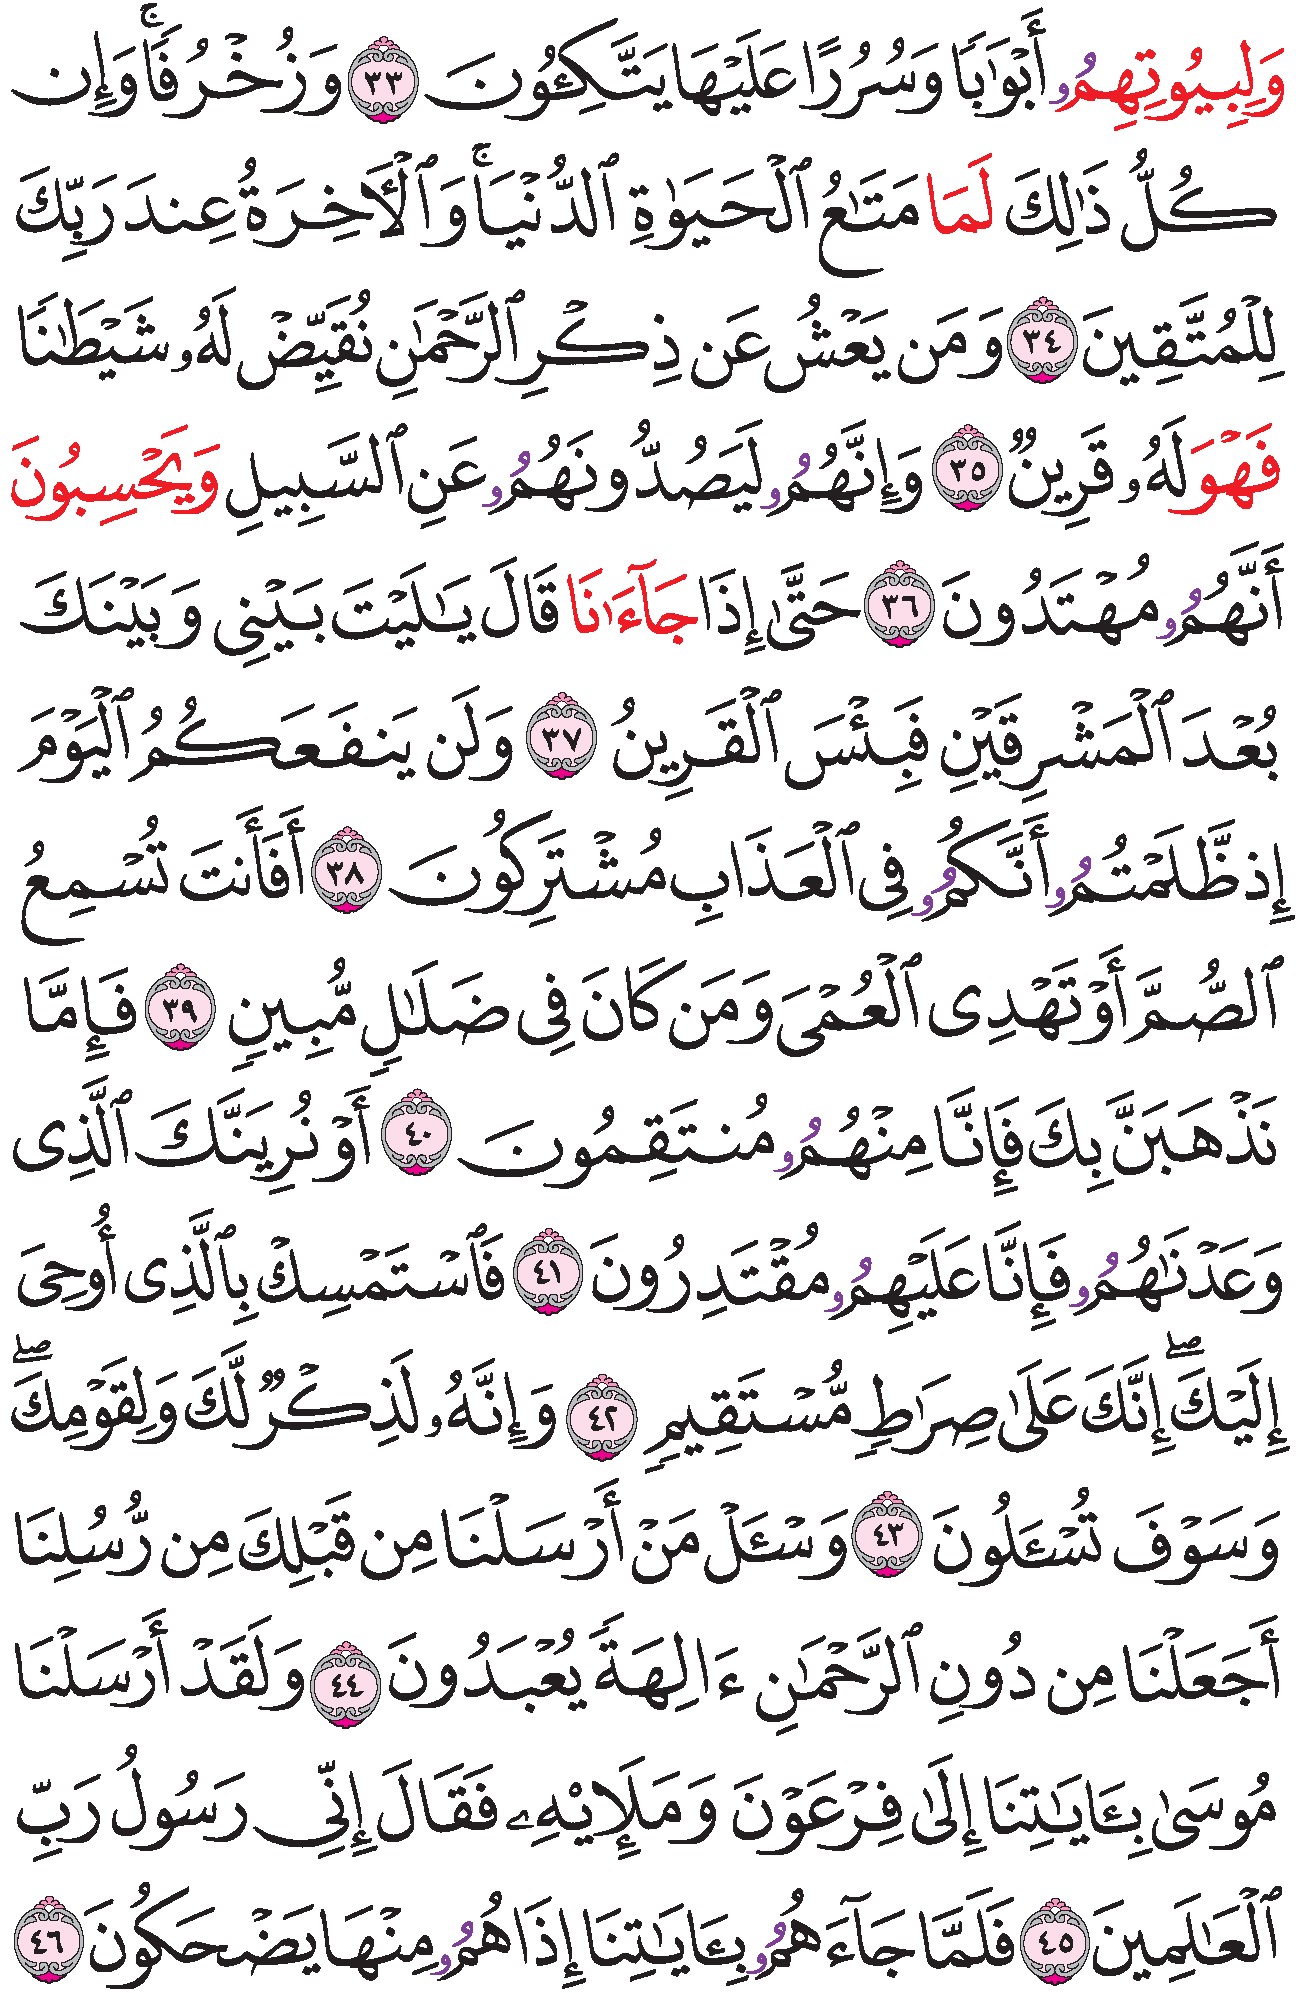 وَلِبِيُوتِهِمُۥ أَبْوَٰبًا وَسُرُرًا عَلَيْهَا يَتَّكِـُٔونَ ٣٣ وَزُخْرُفًاۚ وَإِن
كُلُّ ذَٰلِكَ لَمَا مَتَـٰعُ ٱلْحَيَوٰةِ ٱلدُّنْيَاۚ وَٱلْأَخِرَةُ عِندَ رَبِّكَ
لِلْمُتَّقِينَ ٣٤ وَمَن يَعْشُ عَن ذِكْرِ ٱلرَّحْمَـٰنِ نُقَيِّضْ لَهُۥ شَيْطَـٰنًا
فَهْوَ لَهُۥ قَرِينٌ ٣٥ وَإِنَّهُمُۥ لَيَصُدُّونَهُمُۥ عَنِ ٱلسَّبِيلِ وَيَحْسِبُونَ
أَنَّهُمُۥ مُهْتَدُونَ ٣٦ حَتَّىٰ إِذَا جَآءَٰنَا قَالَ يَـٰلَيْتَ بَيْنِى وَبَيْنَكَ
بُعْدَ ٱلْمَشْرِقَيْنِ فَبِئْسَ ٱلْقَرِينُ ٣٧ وَلَن يَنفَعَكُمُ ٱلْيَوْمَ
إِذ ظَّلَمْتُمُۥ أَنَّكُمُۥ فِى ٱلْعَذَابِ مُشْتَرِكُونَ ٣٨ أَفَأَنتَ تُسْمِعُ
ٱلصُّمَّ أَوْ تَهْدِى ٱلْعُمْىَ وَمَن كَانَ فِى ضَلَـٰلٍ مُّبِينٍ ٣٩ فَإِمَّا
نَذْهَبَنَّ بِكَ فَإِنَّا مِنْهُمُۥ مُنتَقِمُونَ ٤٠ أَوْ نُرِيَنَّكَ ٱلَّذِى
وَعَدْنَـٰهُمُۥ فَإِنَّا عَلَيْهِمُۥ مُقْتَدِرُونَ ٤١ فَٱسْتَمْسِكْ بِٱلَّذِى أُوحِىَ
إِلَيْكَۖ إِنَّكَ عَلَىٰ صِرَٰطٍ مُّسْتَقِيمٍ ٤٢ وَإِنَّهُۥ لَذِكْرٌ لَّكَ وَلِقَوْمِكَۖ
وَسَوْفَ تُسْـَٔلُونَ ٤٣ وَسْـَٔلْ مَنْ أَرْسَلْنَا مِن قَبْلِكَ مِن رُّسُلِنَا
أَجَعَلْنَا مِن دُونِ ٱلرَّحْمَـٰنِ ءَالِهَةً يُعْبَدُونَ ٤٤ وَلَقَدْ أَرْسَلْنَا
مُوسَىٰ بِـَٔايَـٰتِنَا إِلَىٰ فِرْعَوْنَ وَمَلَإِيْهِۦ فَقَالَ إِنِّى رَسُولُ رَبِّ
ٱلْعَـٰلَمِينَ ٤٥ فَلَمَّا جَآءَهُمُۥ بِـَٔايَـٰتِنَا إِذَا هُمُۥ مِنْهَا يَضْحَكُونَ ٤٦